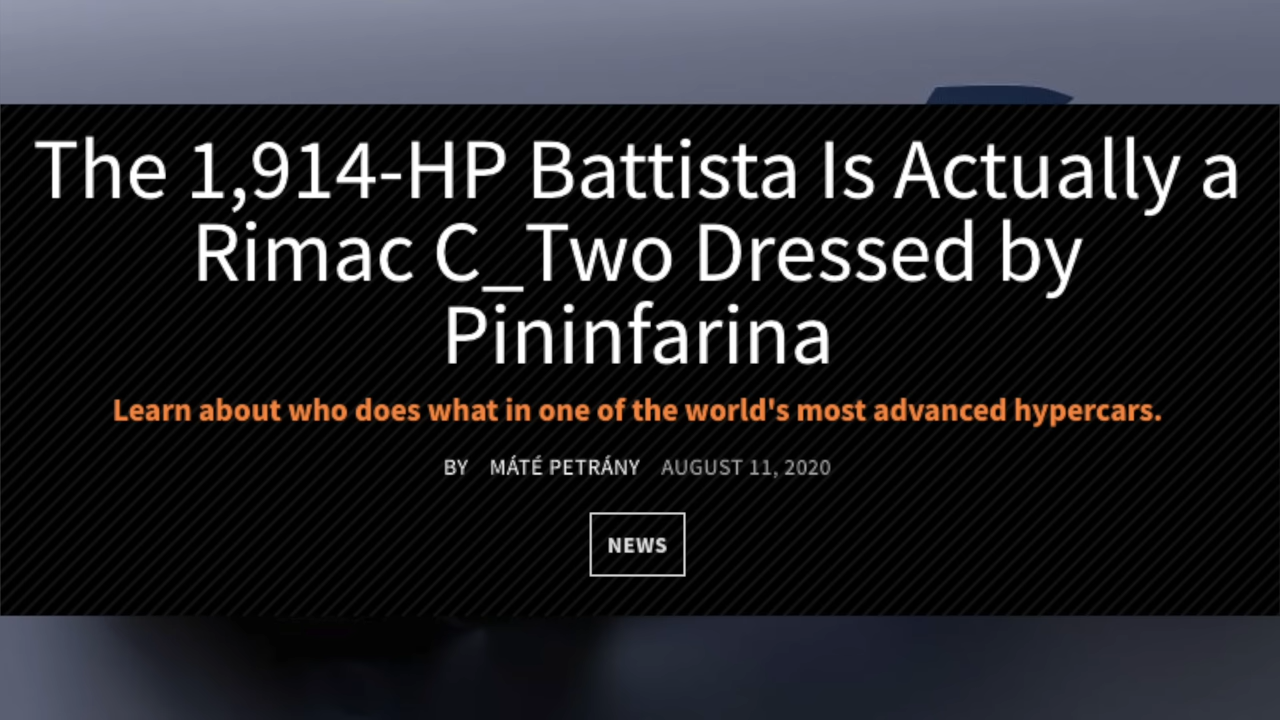 The 1,914-HP Battista Is Actually a
Rimac C_Two Dressed by
Pininfarina
Learn about who does what in one of the world's most advanced hypercars.
BY MÁTÉ PETRÁNY AUGUST 11, 2020
NEWS